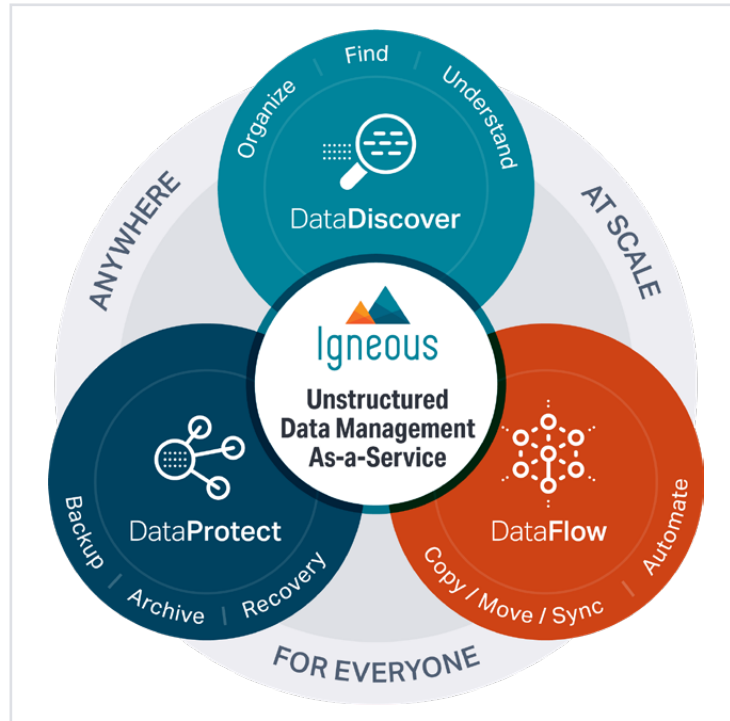 Organize | Find | Understand
DataDiscover
ANYWHERE
AT SCALE
Igneous
Unstructured
Data Management
As-a-Service
DataProtect
Backup | Archive | Recovery
DataFlow
Copy / Move / Sync | Automate
FOR EVERYONE